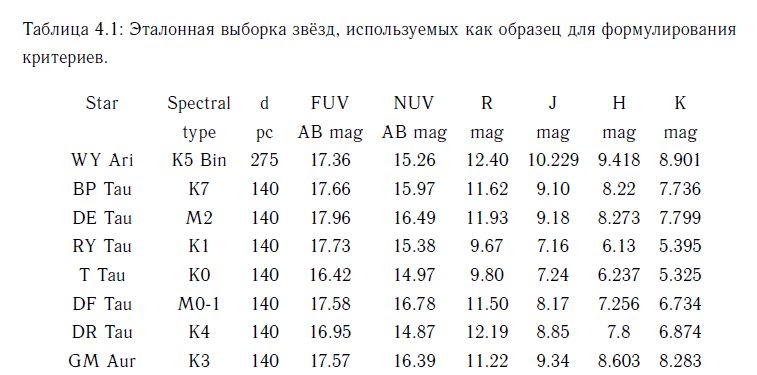 Таблица 4.1: Эталонная выборка звёзд, используемых как образец для формулирования
критериев.
Star Spectral d FUV NUV R J H K
type pc AB mag AB mag mag mag mag mag
WY Ari K5 Bin 275 17.36 15.26 12.40 10.229 9.418 8.901
BP Tau K7 140 17.66 15.97 11.62 9.10 8.22 7.736
DE Tau M2 140 17.96 16.49 11.93 9.18 8.273 7.799
RY Tau K1 140 17.73 15.38 9.67 7.16 6.13 5.395
T Tau K0 140 16.42 14.97 9.80 7.24 6.237 5.325
DF Tau M0-1 140 17.58 16.78 11.50 8.17 7.256 6.734
DR Tau K4 140 16.95 14.87 12.19 8.85 7.8 6.874
GM Aur K3 140 17.57 16.39 11.22 9.34 8.603 8.283